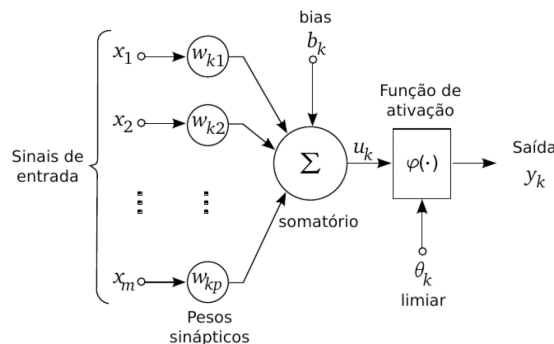 bias
b_k
x_1
w_k1
Função de
ativação
x_2
w_k2
Sinais de
entrada
Σ
u_k
φ(·)
Saída
y_k
somatório
x_m
w_kp
θ_k
limiar
Pesos
sinápticos